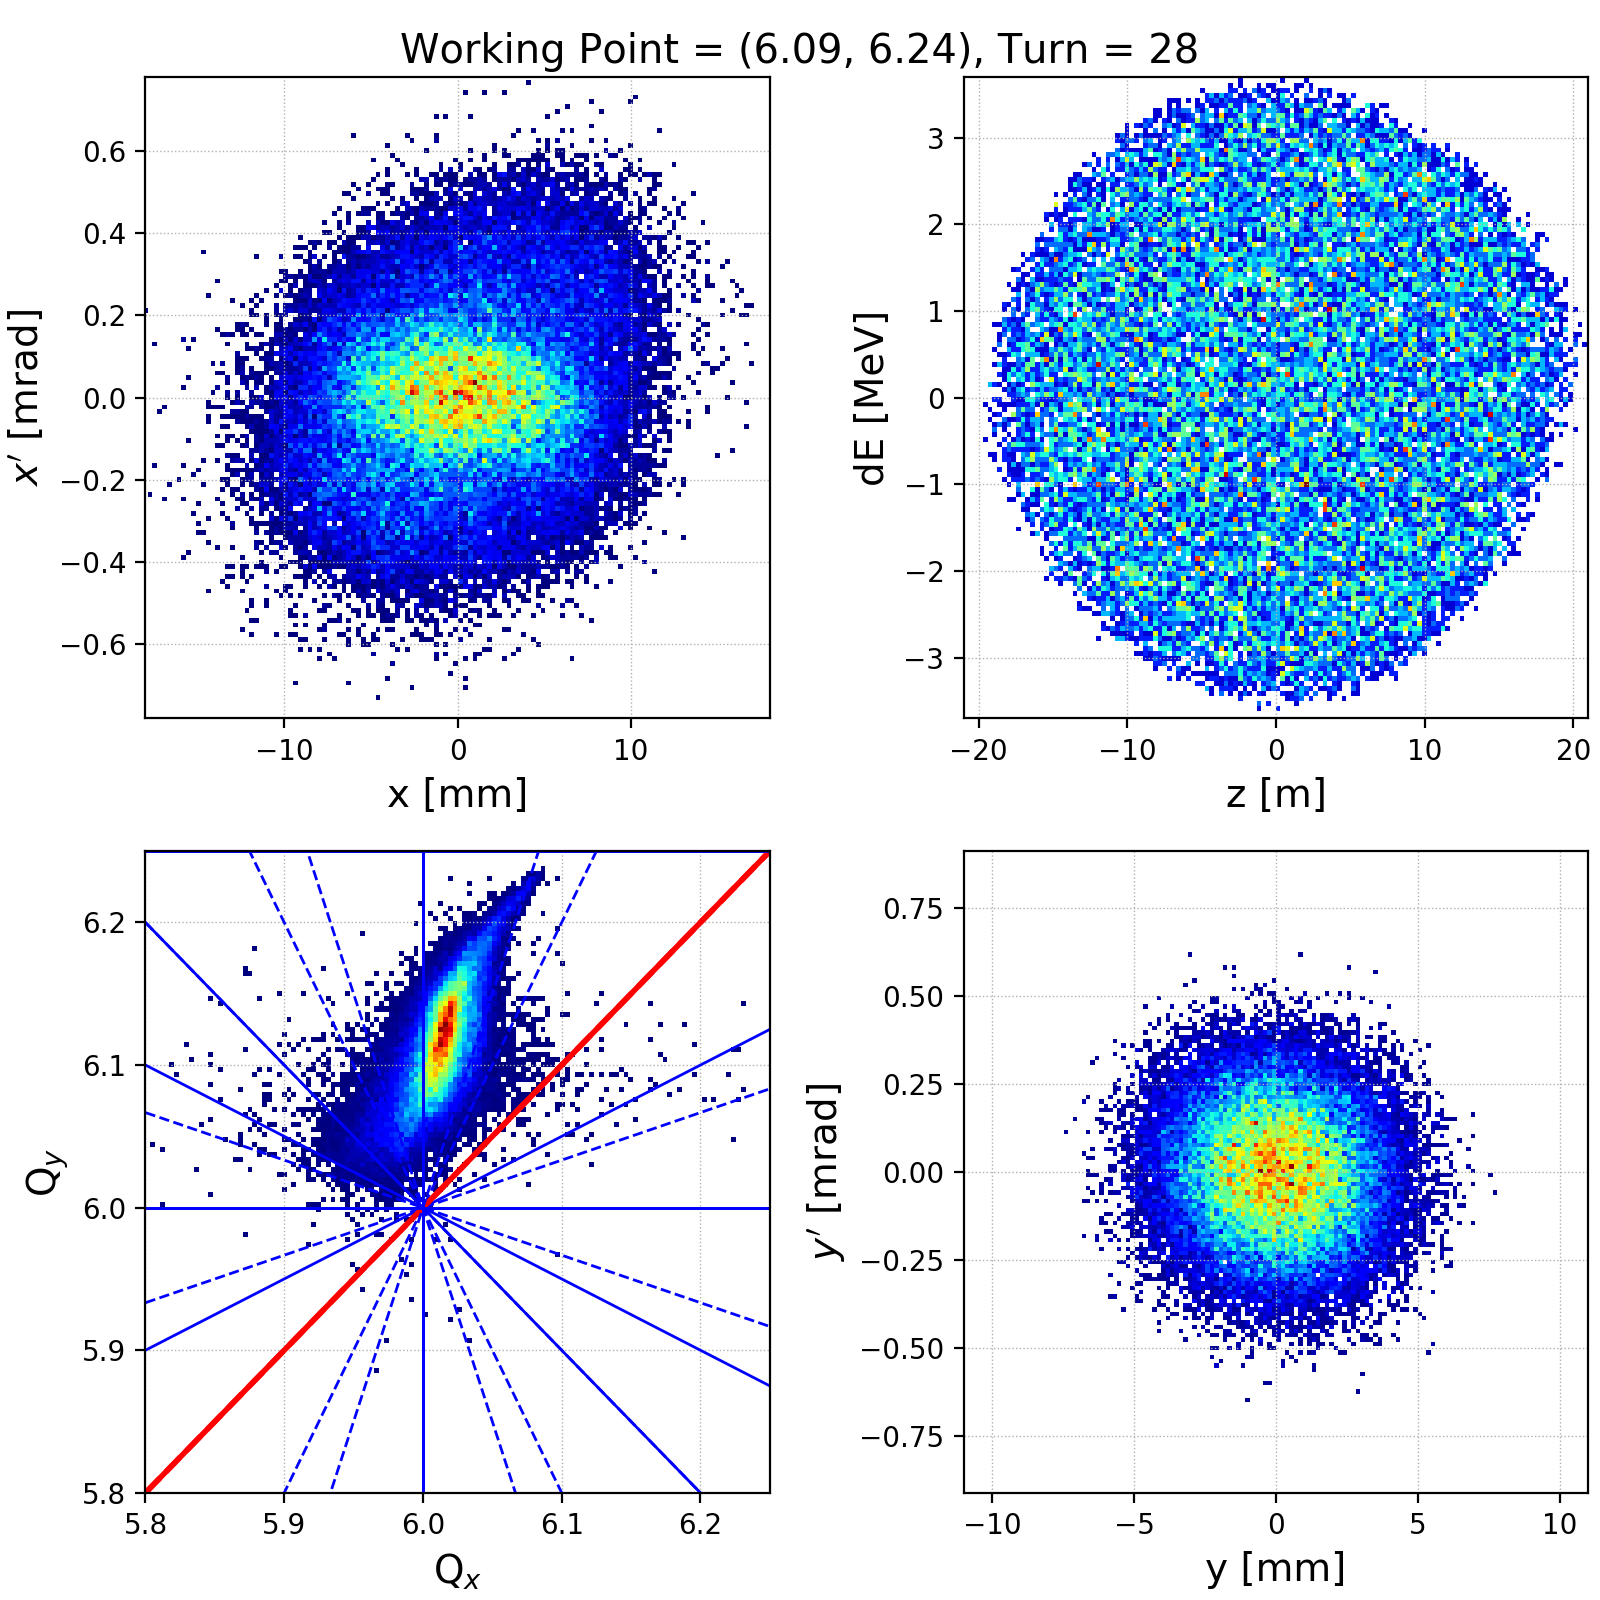 Working Point = (6.09, 6.24), Turn = 28
0.6
0.4
0.2
0.0
−0.2
−0.4
−0.6
x′ [mrad]
−10 0 10
x [mm]
3
2
1
0
−1
−2
−3
dE [MeV]
−20 −10 0 10 20
z [m]
6.2
6.1
6.0
5.9
5.8
Qy
5.8 5.9 6.0 6.1 6.2
Qx
0.75
0.50
0.25
0.00
−0.25
−0.50
−0.75
y′ [mrad]
−10 −5 0 5 10
y [mm]